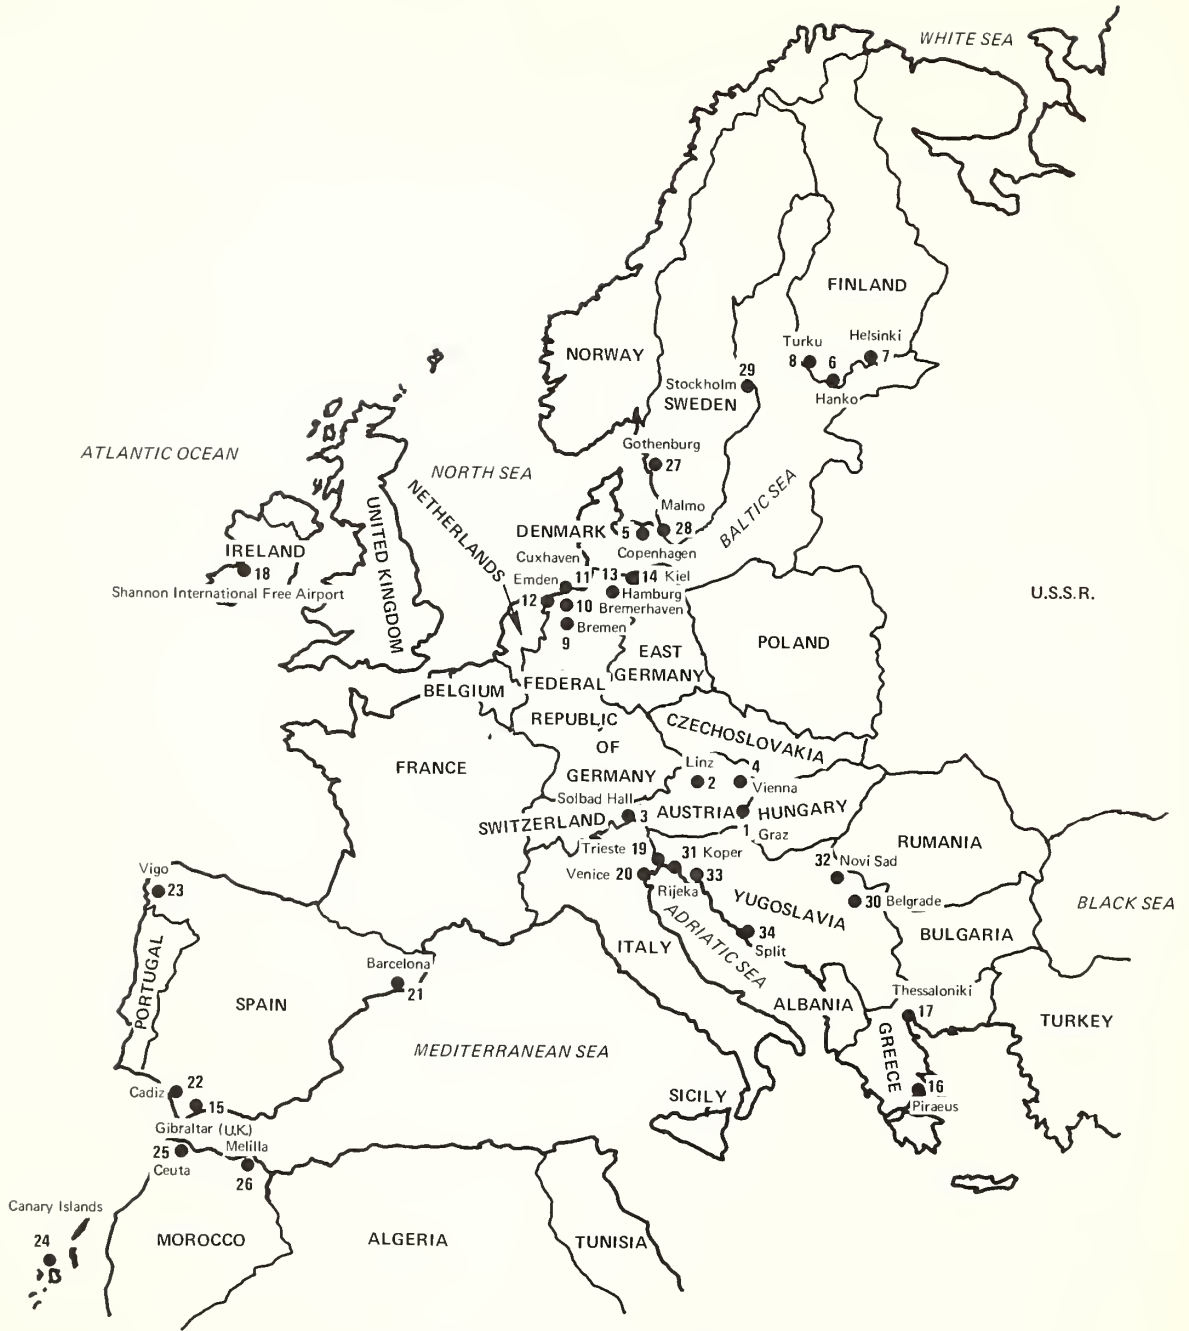 WHITE SEA
FINLAND
Helsinki
Turku
NORWAY
8
6
7
29
Stockholm
SWEDEN
Hanko
Gothenburg
27
ATLANTIC OCEAN
NORTH SEA
NETHERLANDS
UNITED KINGDOM
BALTIC SEA
Malmo
DENMARK
5
28
Copenhagen
IRELAND
18
Shannon International Free Airport
Cuxhaven
Emden
11
13
14
Kiel
Hamburg
12
10
Bremerhaven
Bremen
9
U.S.S.R.
POLAND
EAST
GERMANY
BELGIUM
FEDERAL
REPUBLIC
OF
GERMANY
CZECHOSLOVAKIA
FRANCE
Linz
2
4
Vienna
Solbad Hall
3
AUSTRIA
HUNGARY
SWITZERLAND
1
Graz
RUMANIA
Trieste
19
31
Koper
32
Novi Sad
Venice
20
33
Rijeka
Vigo
23
YUGOSLAVIA
30
Belgrade
BLACK SEA
ADRIATIC SEA
34
Split
BULGARIA
ITALY
PORTUGAL
Barcelona
21
SPAIN
ALBANIA
Thessaloniki
17
TURKEY
GREECE
MEDITERRANEAN SEA
16
Piraeus
SICILY
Cadiz
22
15
Gibraltar (U.K.)
Melilla
25
Ceuta
26
Canary Islands
24
MOROCCO
ALGERIA
TUNISIA